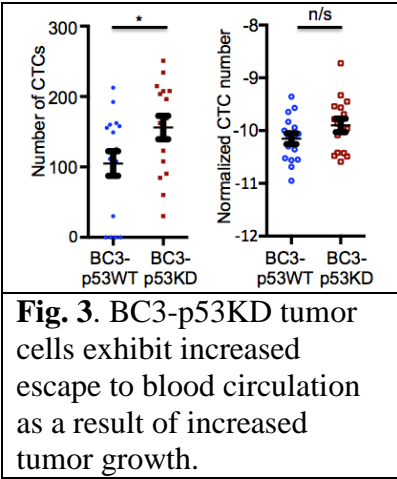 *
300
200
100
0
Number of CTCs
BC3-
p53WT
BC3-
p53KD
n/s
-8
-9
-10
-11
-12
Normalized CTC number
BC3-
p53WT
BC3-
p53KD
Fig. 3. BC3-p53KD tumor
cells exhibit increased
escape to blood circulation
as a result of increased
tumor growth.